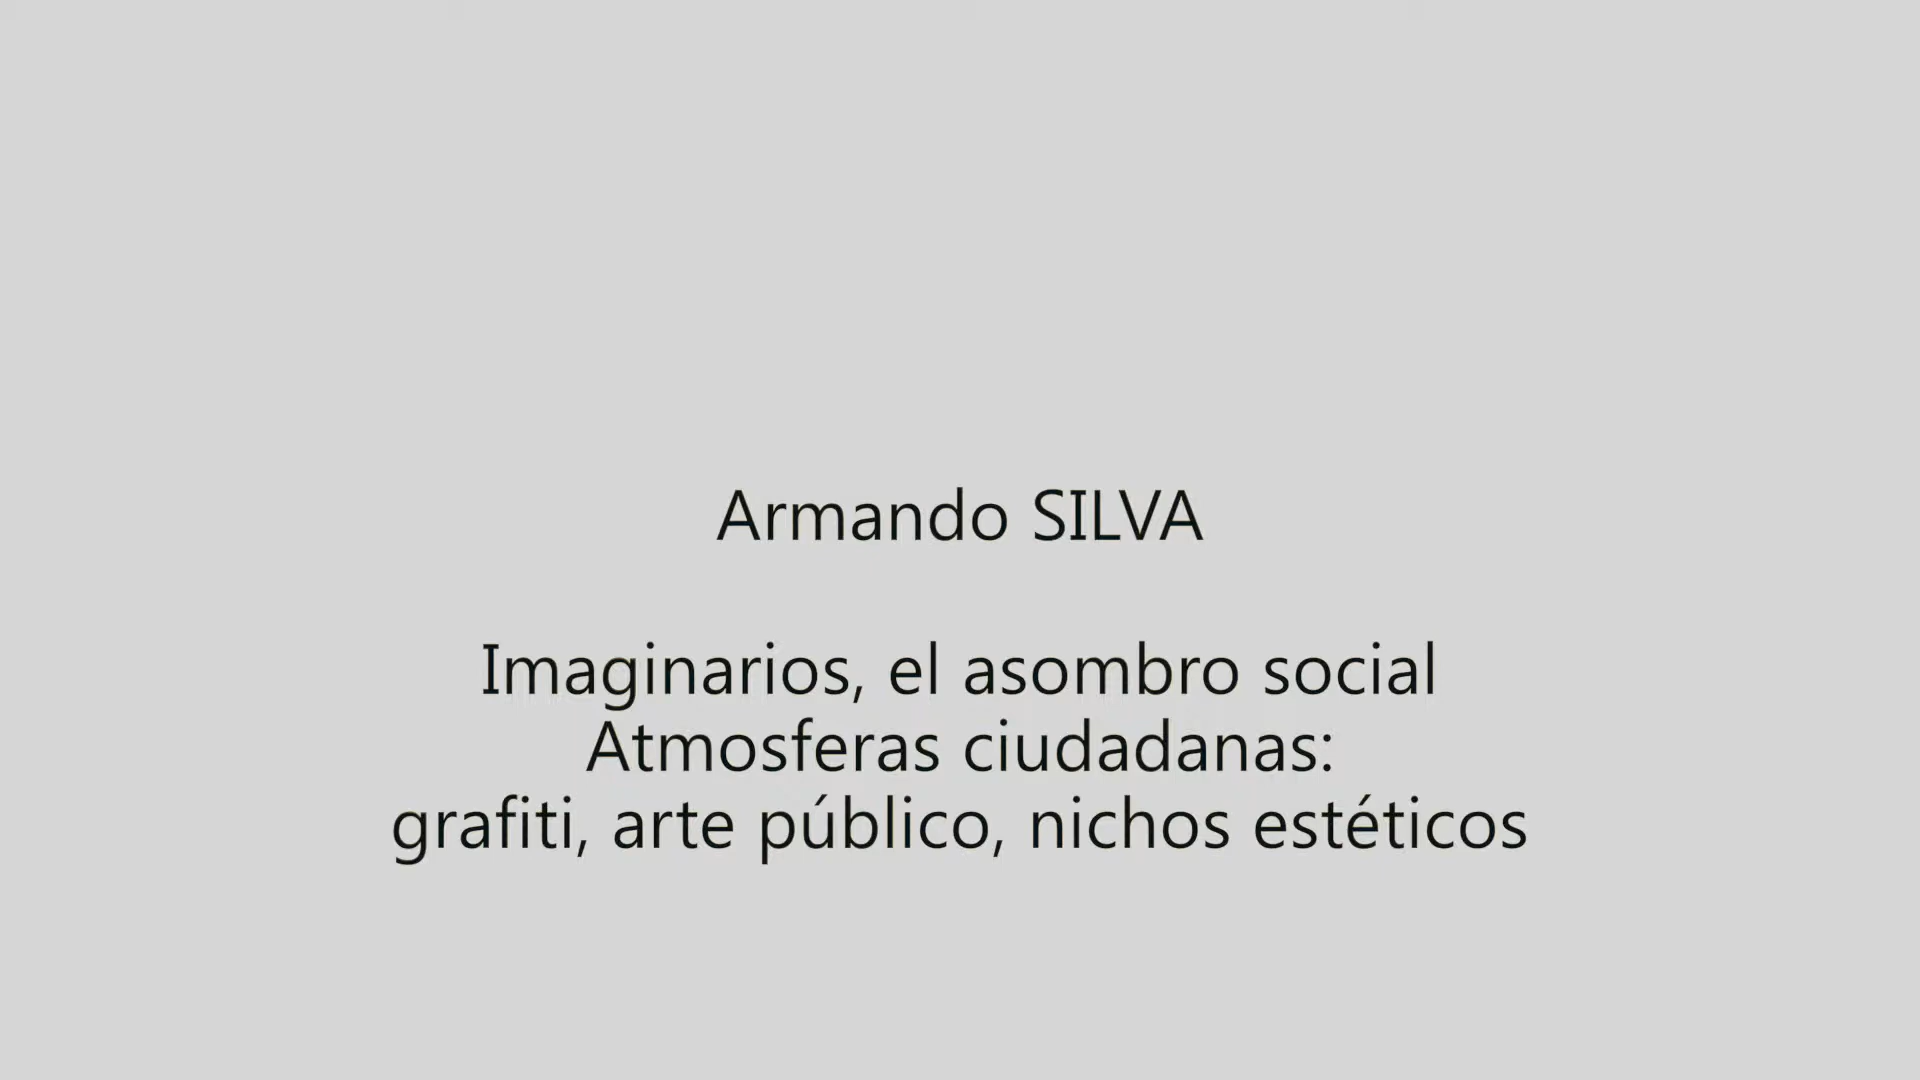 Armando SILVA
Imaginarios, el asombro social
Atmosferas ciudadanas:
grafiti, arte público, nichos estéticos